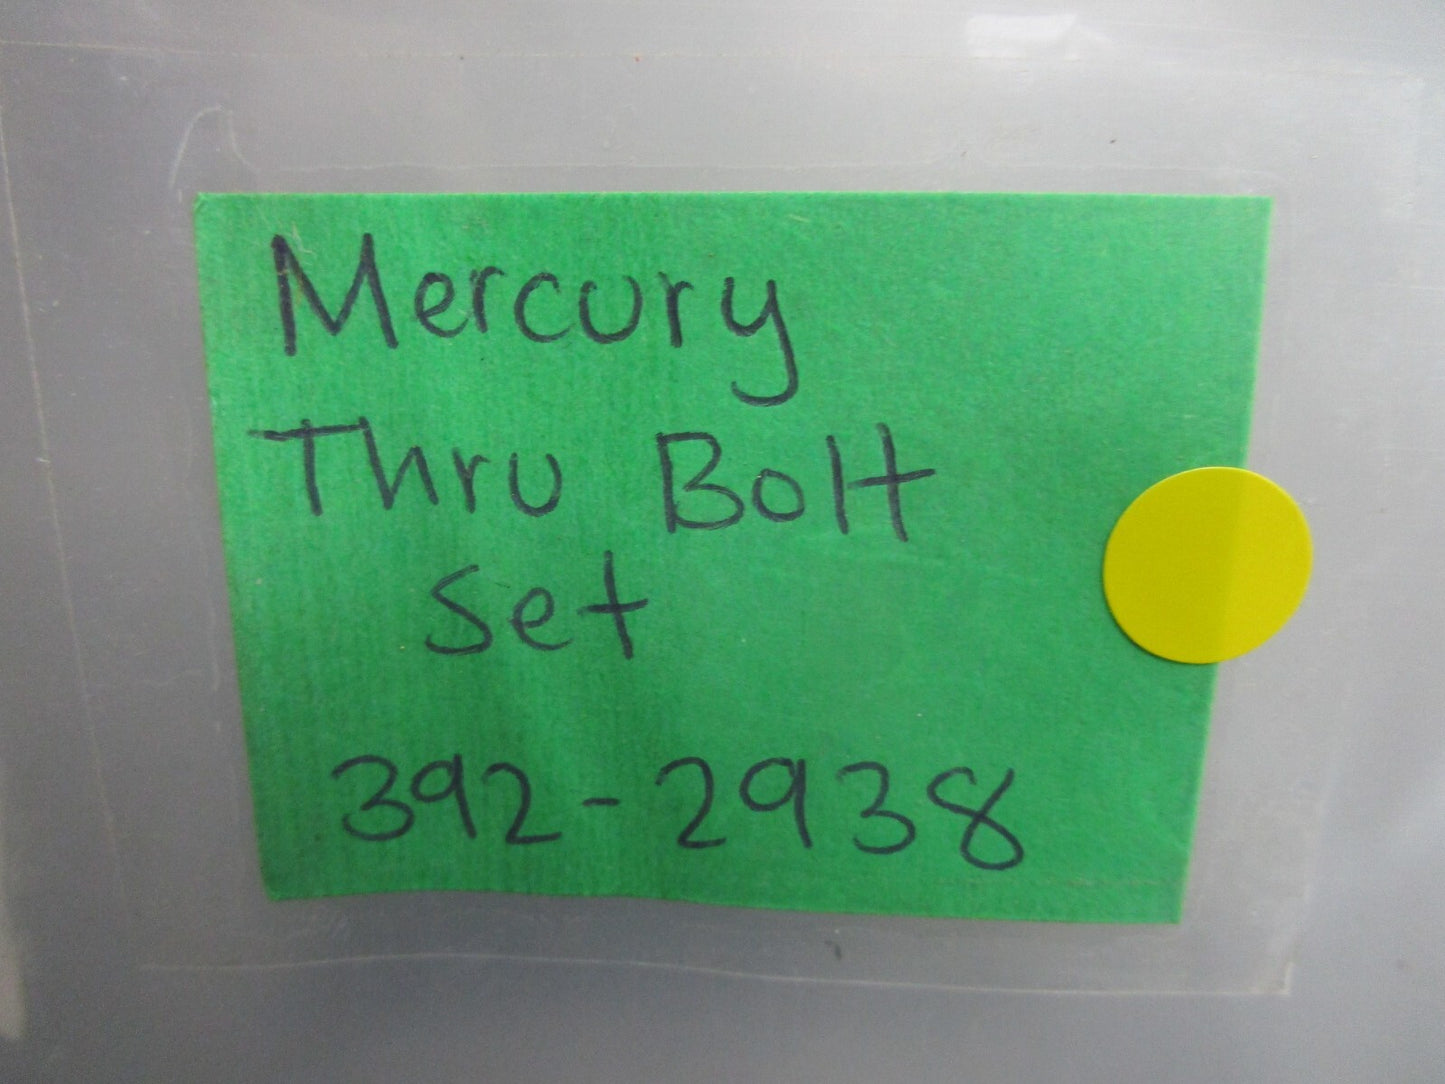 Mercury
Thru Bolt
Set
392-2938